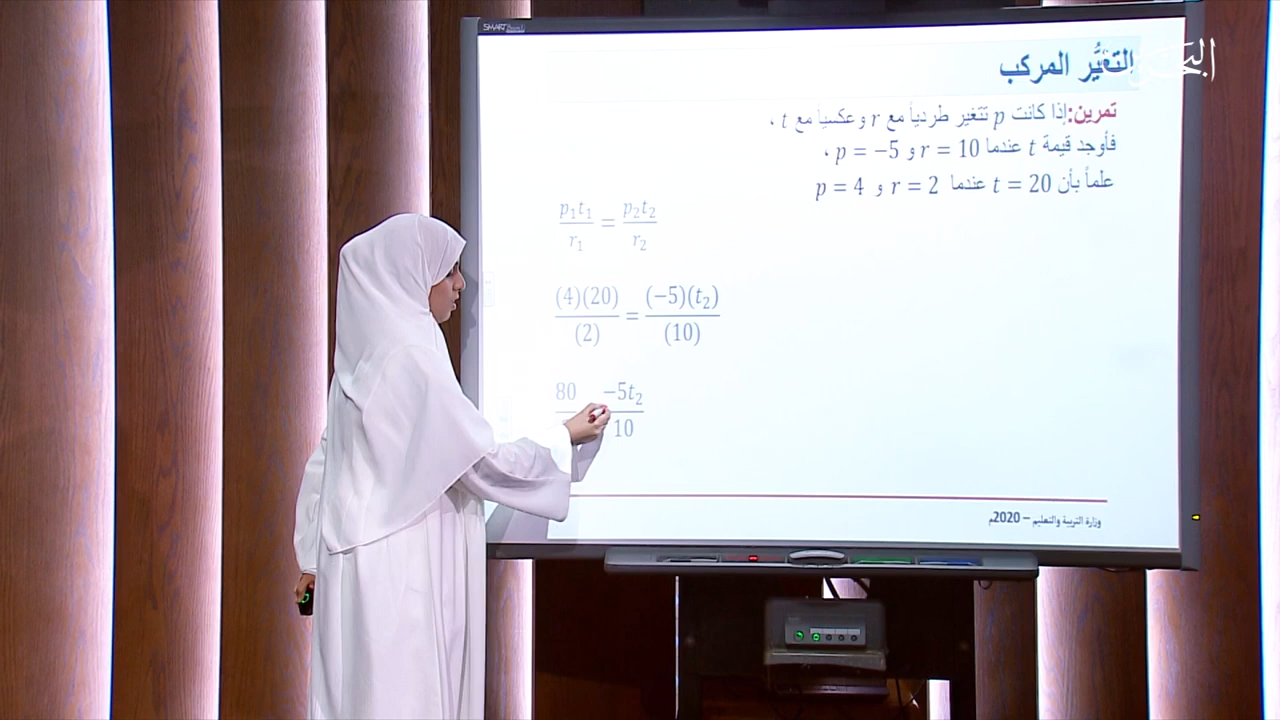 SMART
البحرين
التغيُّر المركب
تمرين: إذا كانت p تتغير طردياً مع r وعكسياً مع t ،
فأوجد قيمة t عندما r = 10 و p = −5 ،
علماً بأن t = 20 عندما r = 2 و p = 4
p₁t₁/r₁ = p₂t₂/r₂
(4)(20)/(2) = (−5)(t₂)/(10)
80 −5t₂/10
وزارة التربية والتعليم – 2020م